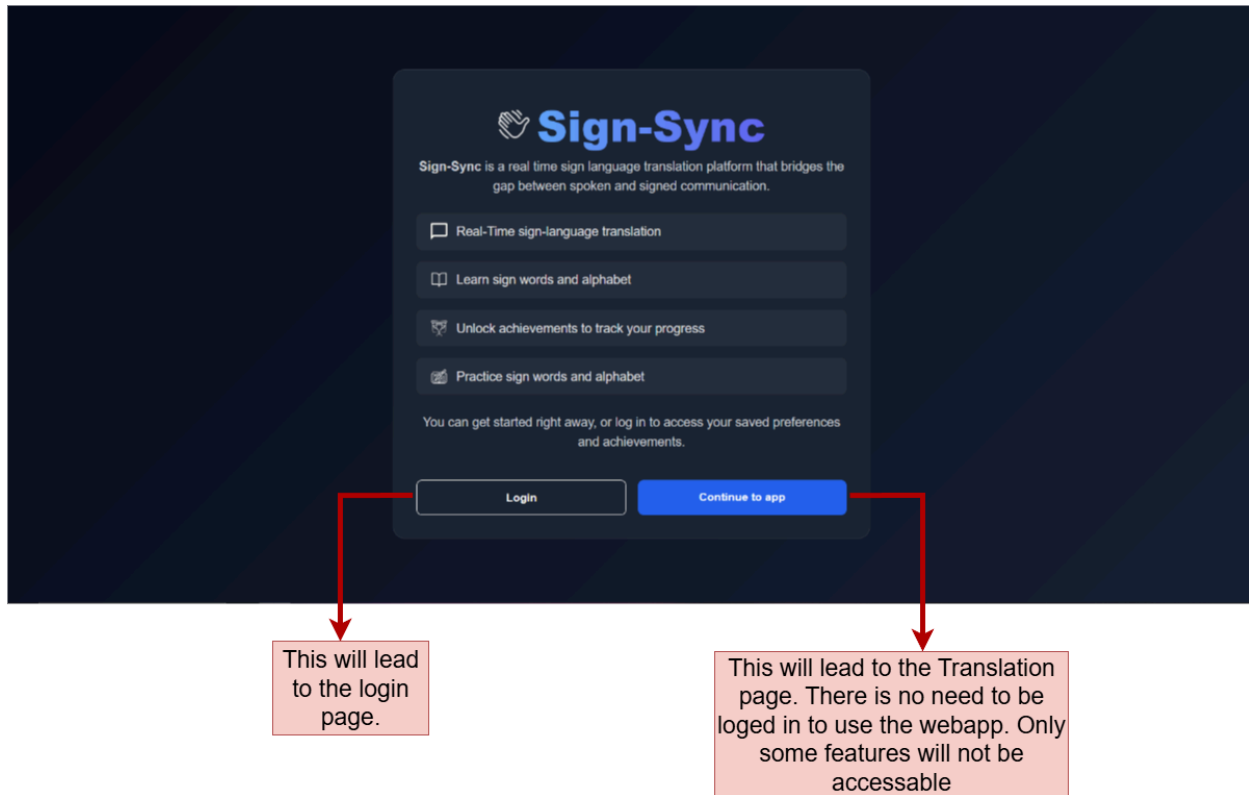 Sign-Sync
Sign-Sync is a real time sign language translation platform that bridges the
gap between spoken and signed communication.
Real-Time sign-language translation
Learn sign words and alphabet
Unlock achievements to track your progress
Practice sign words and alphabet
You can get started right away, or log in to access your saved preferences
and achievements.
Login
Continue to app
This will lead
to the login
page.
This will lead to the Translation
page. There is no need to be
loged in to use the webapp. Only
some features will not be
accessable